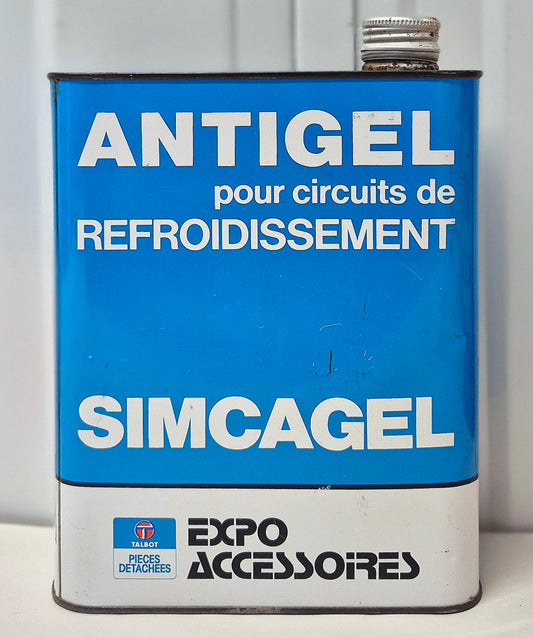 ANTIGEL
pour circuits de
REFROIDISSEMENT
SIMCAGEL
TALBOT
PIECES
DETACHEES
EXPO
ACCESSOIRES